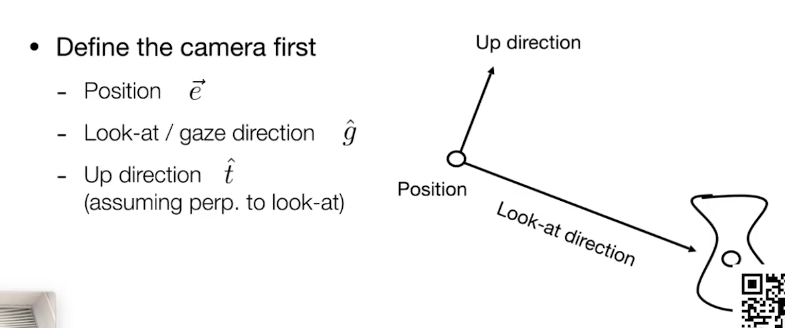 • Define the camera first
- Position $\vec{e}$
- Look-at / gaze direction $\hat{g}$
- Up direction $\hat{t}$
(assuming perp. to look-at)
Up direction
Position
Look-at direction